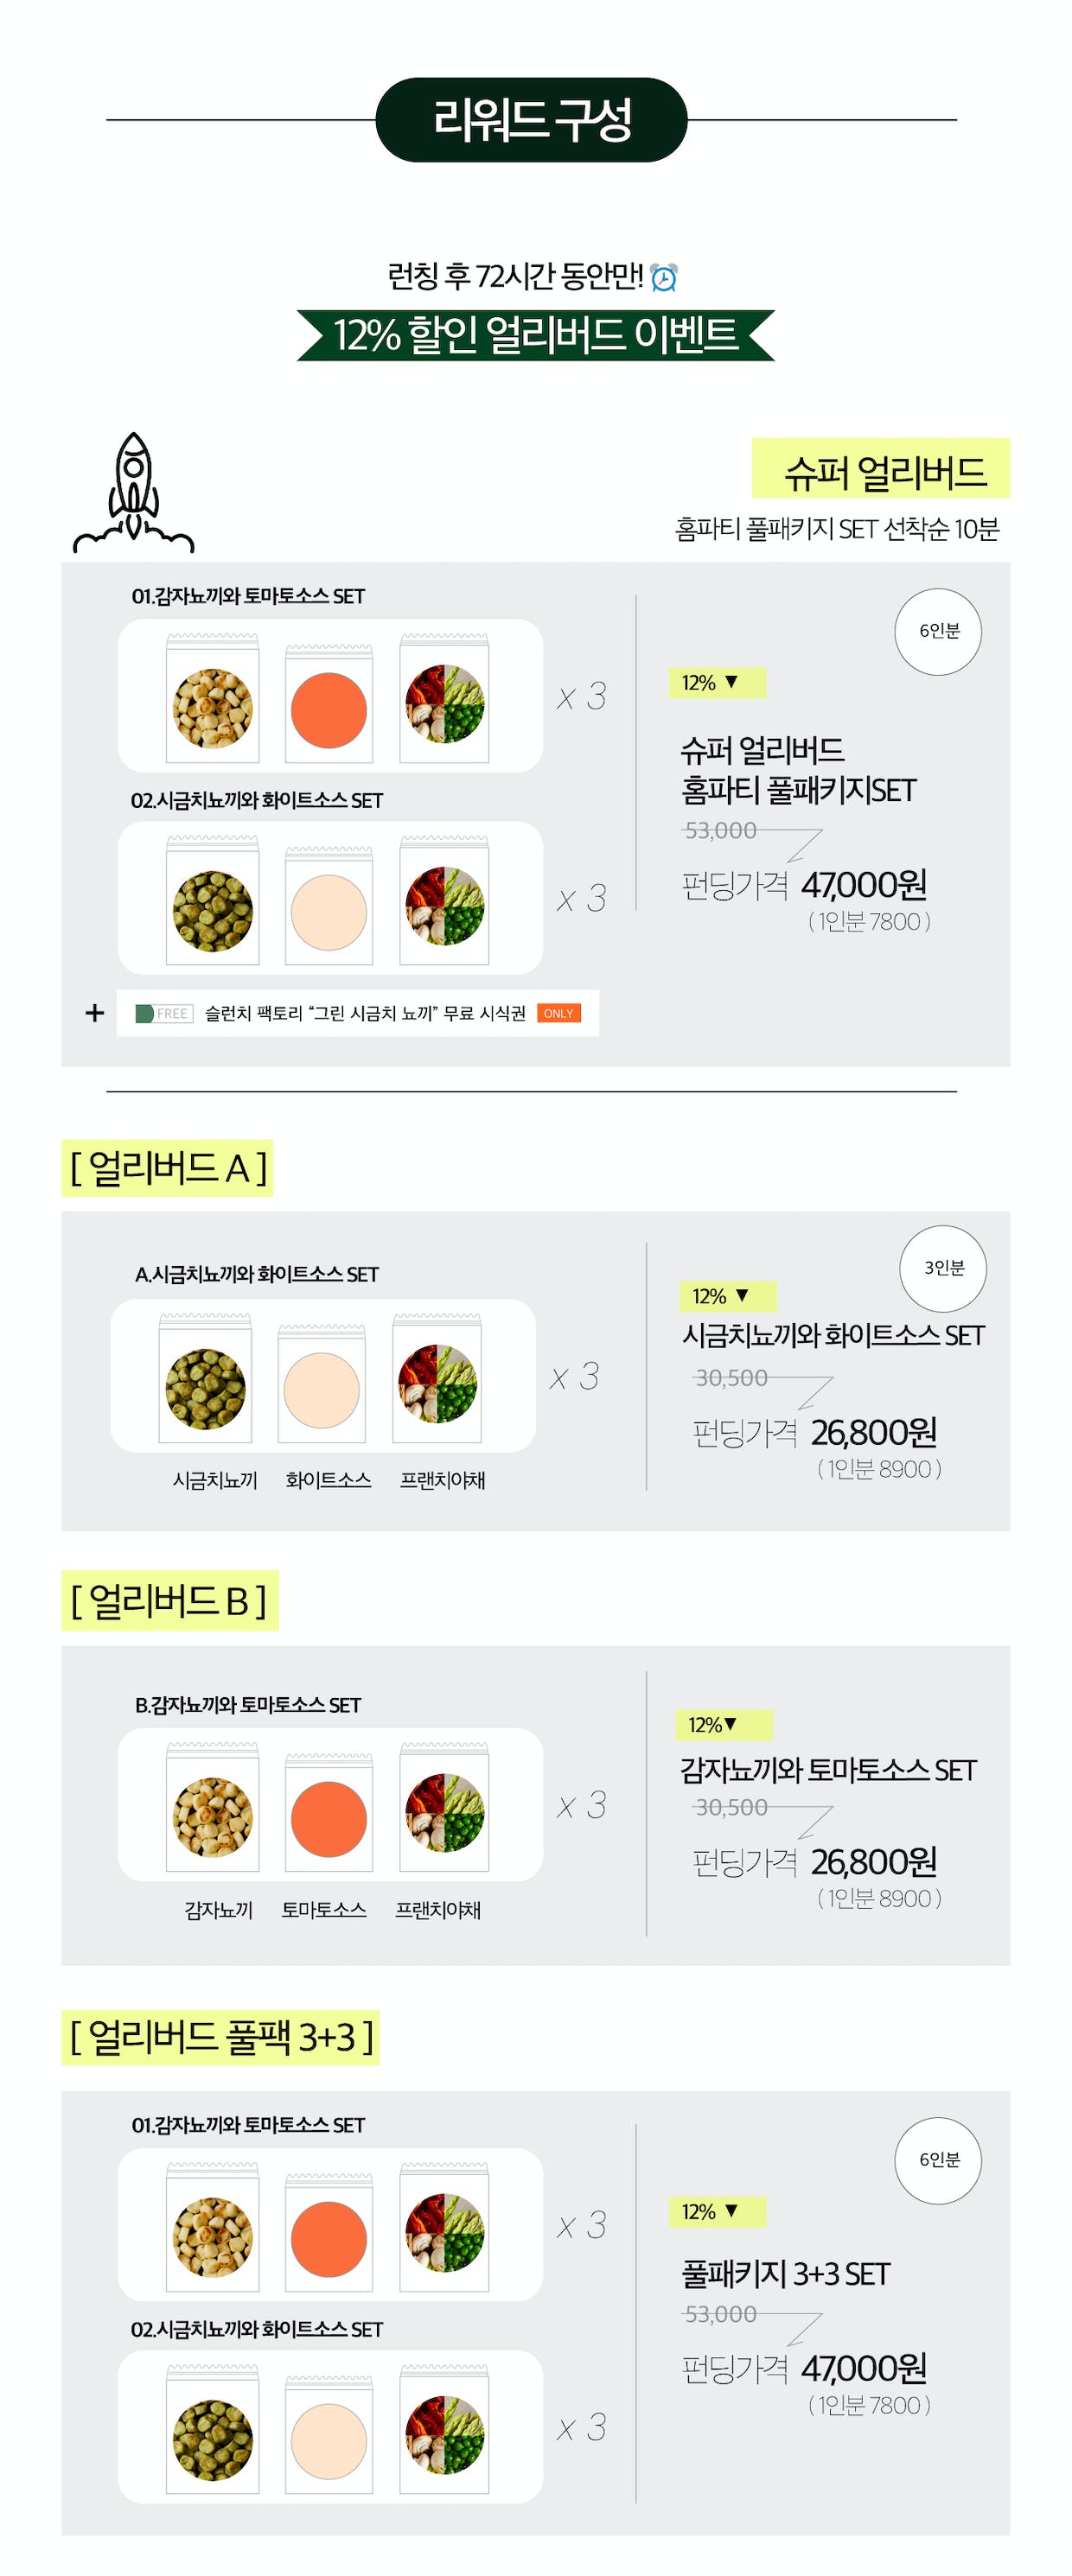 리워드 구성
런칭 후 72시간 동안만!
12% 할인 얼리버드 이벤트
슈퍼 얼리버드
홈파티 풀패키지 SET 선착순 10분
01.감자뇨끼와 토마토소스 SET
x 3
02.시금치뇨끼와 화이트소스 SET
x 3
+ FREE 슬런치 팩토리 “그린 시금치 뇨끼” 무료 시식권 ONLY
6인분
12% ▼
슈퍼 얼리버드
홈파티 풀패키지SET
53,000
펀딩가격 47,000원
( 1인분 7800 )
[ 얼리버드 A ]
A.시금치뇨끼와 화이트소스 SET
x 3
시금치뇨끼 화이트소스 프랜치야채
3인분
12% ▼
시금치뇨끼와 화이트소스 SET
30,500
펀딩가격 26,800원
( 1인분 8900 )
[ 얼리버드 B ]
B.감자뇨끼와 토마토소스 SET
x 3
감자뇨끼 토마토소스 프랜치야채
12%▼
감자뇨끼와 토마토소스 SET
30,500
펀딩가격 26,800원
( 1인분 8900 )
[ 얼리버드 풀팩 3+3 ]
01.감자뇨끼와 토마토소스 SET
x 3
02.시금치뇨끼와 화이트소스 SET
x 3
6인분
12% ▼
풀패키지 3+3 SET
53,000
펀딩가격 47,000원
( 1인분 7800 )